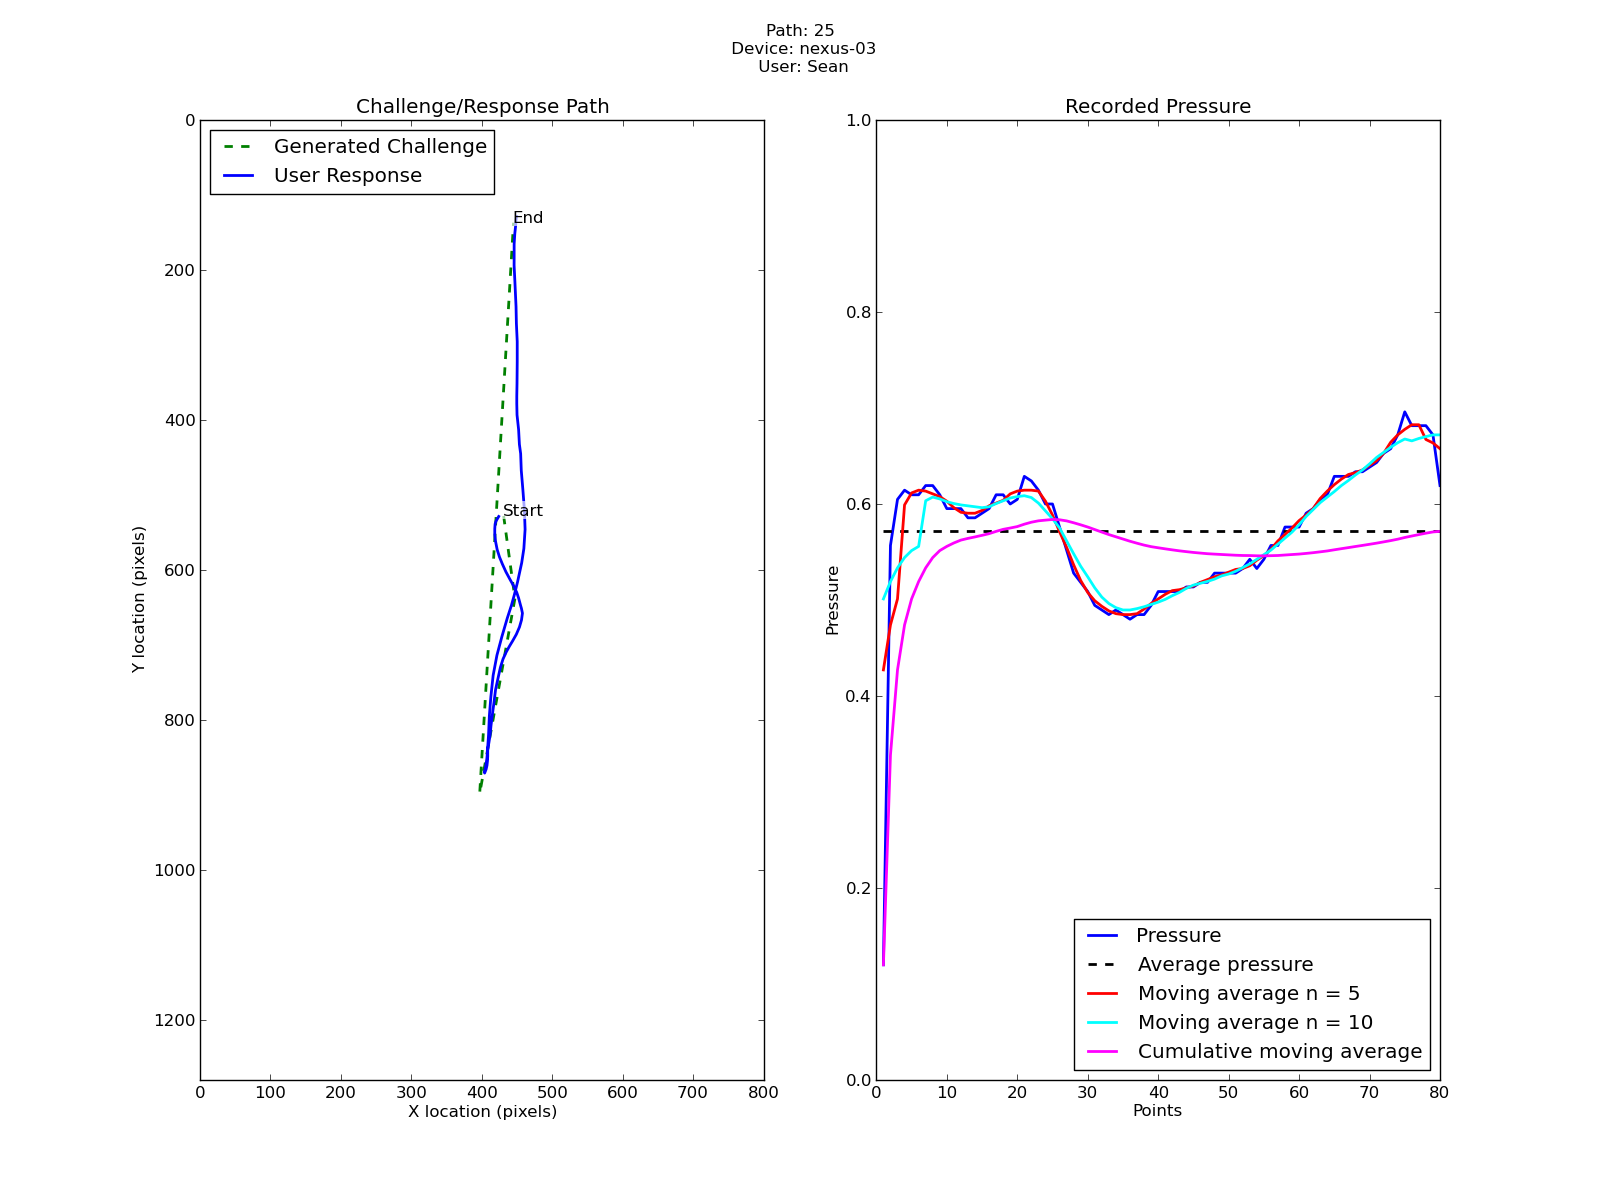 Path: 25
Device: nexus-03
User: Sean
Challenge/Response Path
Generated Challenge
User Response
End
Start
0
200
400
600
800
1000
1200
Y location (pixels)
0 100 200 300 400 500 600 700 800
X location (pixels)
Recorded Pressure
1.0
0.8
0.6
0.4
0.2
0.0
Pressure
Pressure
Average pressure
Moving average n = 5
Moving average n = 10
Cumulative moving average
0 10 20 30 40 50 60 70 80
Points